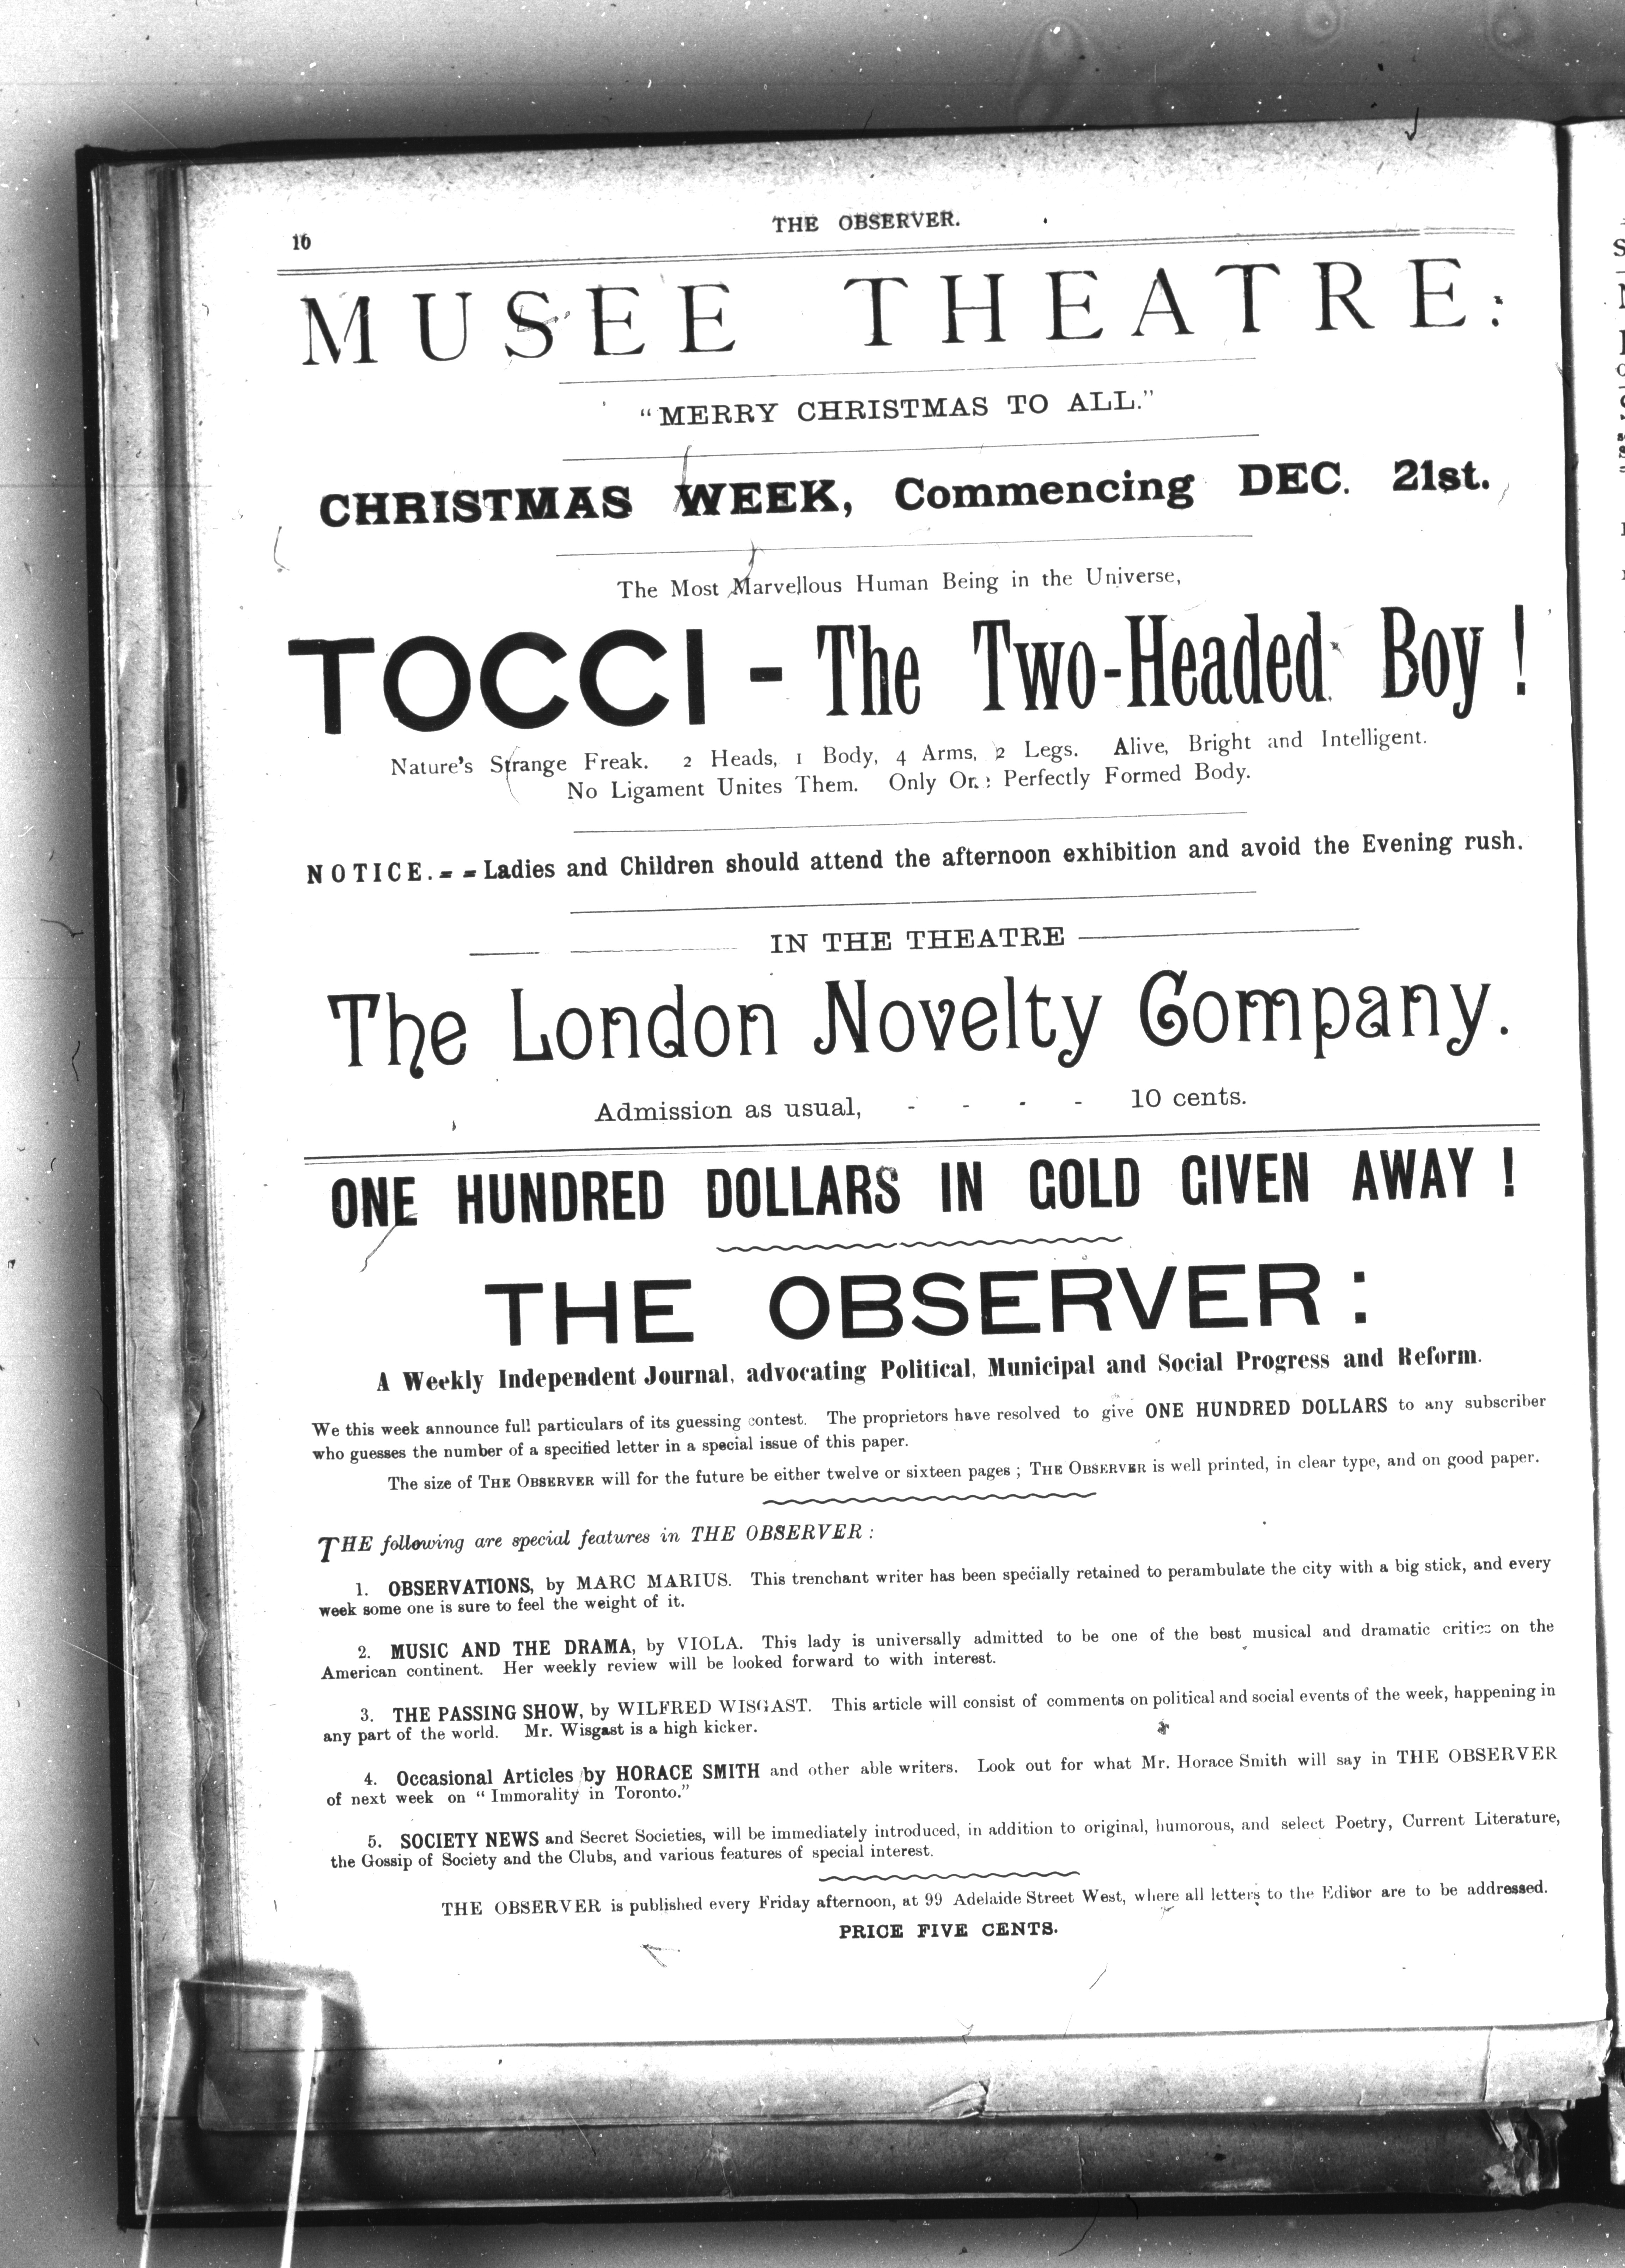 16
THE OBSERVER.
MUSEE THEATRE:
"MERRY CHRISTMAS TO ALL."
CHRISTMAS WEEK, Commencing DEC. 21st.
The Most Marvellous Human Being in the Universe,
TOCCI - The Two-Headed Boy!
Nature's Strange Freak. 2 Heads, 1 Body, 4 Arms, 2 Legs. Alive, Bright and Intelligent.
No Ligament Unites Them. Only One Perfectly Formed Body.
NOTICE.--Ladies and Children should attend the afternoon exhibition and avoid the Evening rush.
IN THE THEATRE
The London Novelty Company.
Admission as usual, - - - - 10 cents.
ONE HUNDRED DOLLARS IN GOLD GIVEN AWAY!
THE OBSERVER:
A Weekly Independent Journal, advocating Political, Municipal and Social Progress and Reform.
We this week announce full particulars of its guessing contest. The proprietors have resolved to give ONE HUNDRED DOLLARS to any subscriber
who guesses the number of a specified letter in a special issue of this paper.
The size of THE OBSERVER will for the future be either twelve or sixteen pages; THE OBSERVER is well printed, in clear type, and on good paper.
THE following are special features in THE OBSERVER:
1. OBSERVATIONS, by MARC MARIUS. This trenchant writer has been specially retained to perambulate the city with a big stick, and every
week some one is sure to feel the weight of it.
2. MUSIC AND THE DRAMA, by VIOLA. This lady is universally admitted to be one of the best musical and dramatic critics on the
American continent. Her weekly review will be looked forward to with interest.
3. THE PASSING SHOW, by WILFRED WISGAST. This article will consist of comments on political and social events of the week, happening in
any part of the world. Mr. Wisgast is a high kicker.
4. Occasional Articles by HORACE SMITH and other able writers. Look out for what Mr. Horace Smith will say in THE OBSERVER
of next week on "Immorality in Toronto."
5. SOCIETY NEWS and Secret Societies, will be immediately introduced, in addition to original, humorous, and select Poetry, Current Literature,
the Gossip of Society and the Clubs, and various features of special interest.
THE OBSERVER is published every Friday afternoon, at 99 Adelaide Street West, where all letters to the Editor are to be addressed.
PRICE FIVE CENTS.